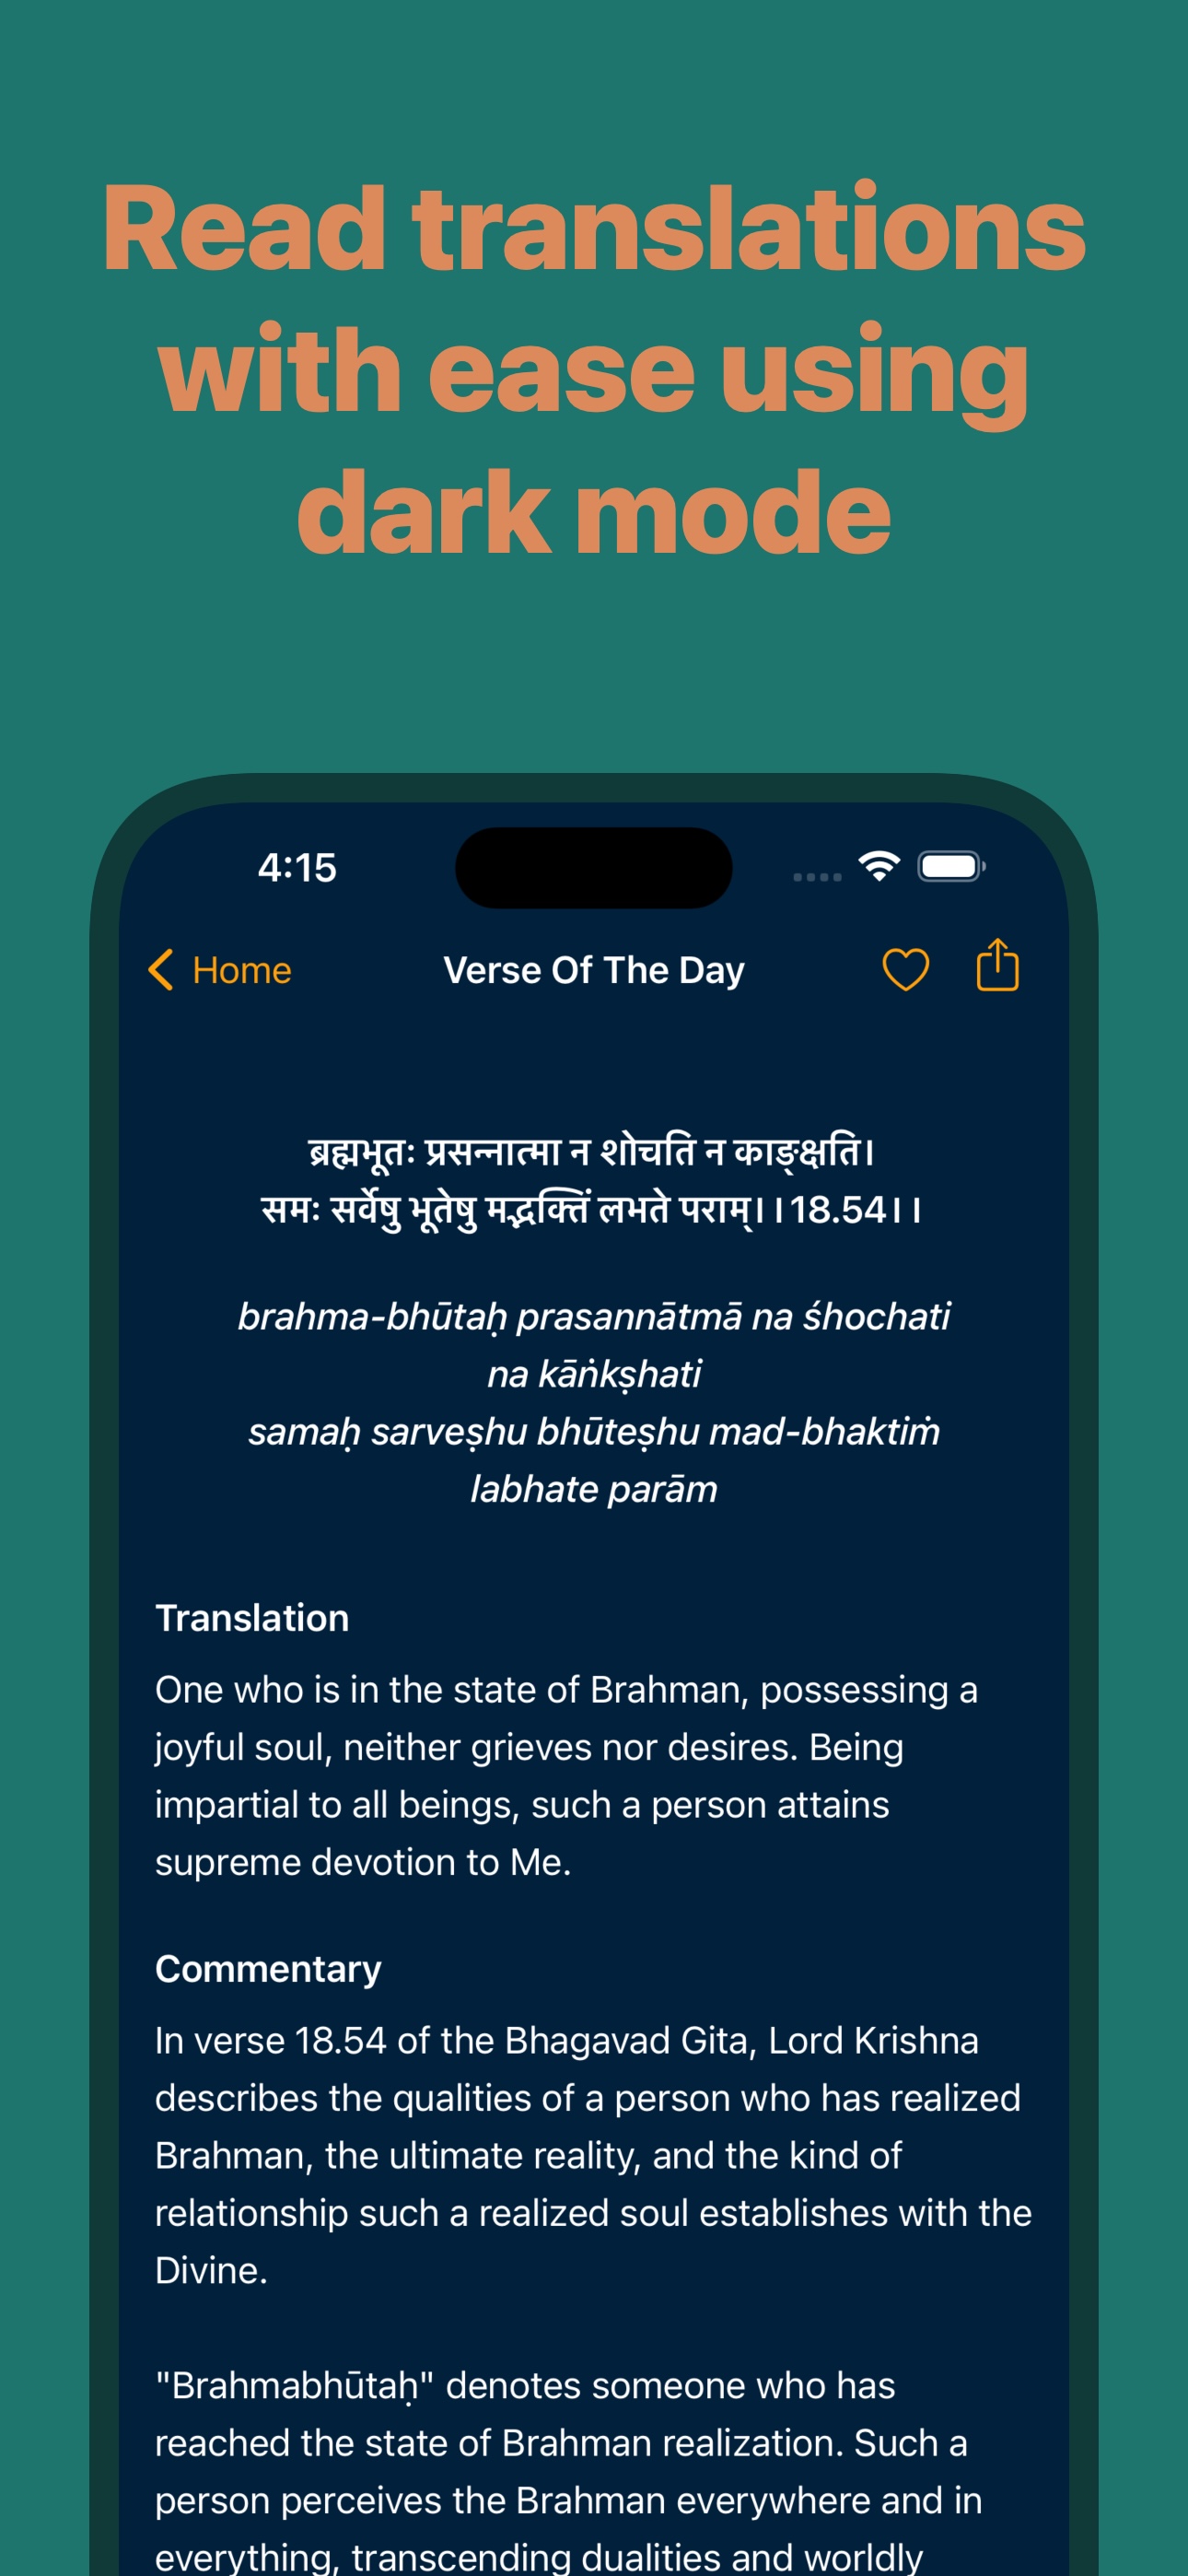 Read translations
with ease using
dark mode
4:15
Home
Verse Of The Day
ब्रह्मभूतः प्रसन्नात्मा न शोचति न काङ्क्षति।
समः सर्वेषु भूतेषु मद्भक्तिं लभते पराम्।।18.54।।
brahma-bhūtaḥ prasannātmā na śhochati
na kāṅkṣhati
samaḥ sarveṣhu bhūteṣhu mad-bhaktiṁ
labhate parām
Translation
One who is in the state of Brahman, possessing a
joyful soul, neither grieves nor desires. Being
impartial to all beings, such a person attains
supreme devotion to Me.
Commentary
In verse 18.54 of the Bhagavad Gita, Lord Krishna
describes the qualities of a person who has realized
Brahman, the ultimate reality, and the kind of
relationship such a realized soul establishes with the
Divine.
"Brahmabhūtaḥ" denotes someone who has
reached the state of Brahman realization. Such a
person perceives the Brahman everywhere and in
everything, transcending dualities and worldly